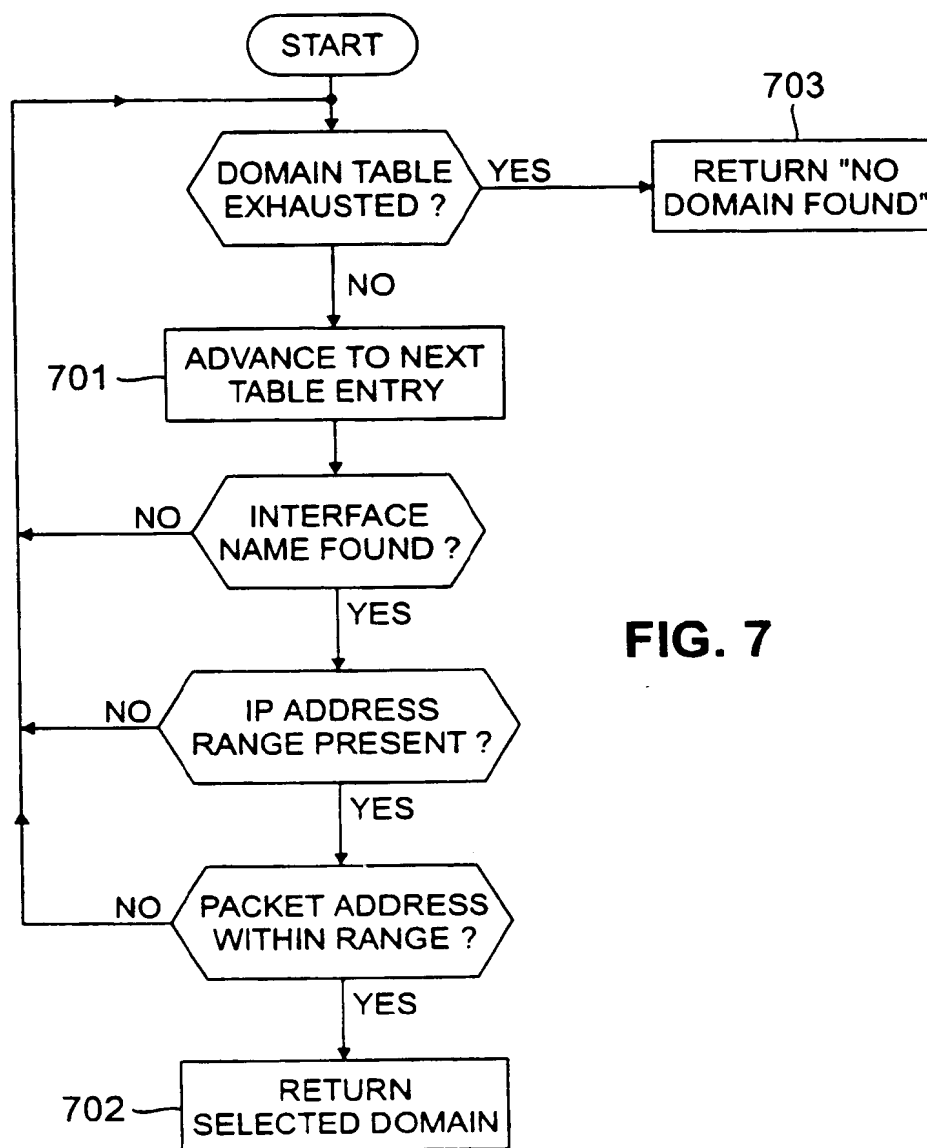 START
703
DOMAIN TABLE
EXHAUSTED ?
YES
RETURN "NO
DOMAIN FOUND"
NO
701
ADVANCE TO NEXT
TABLE ENTRY
NO
INTERFACE
NAME FOUND ?
YES
FIG. 7
NO
IP ADDRESS
RANGE PRESENT ?
YES
NO
PACKET ADDRESS
WITHIN RANGE ?
YES
702
RETURN
SELECTED DOMAIN